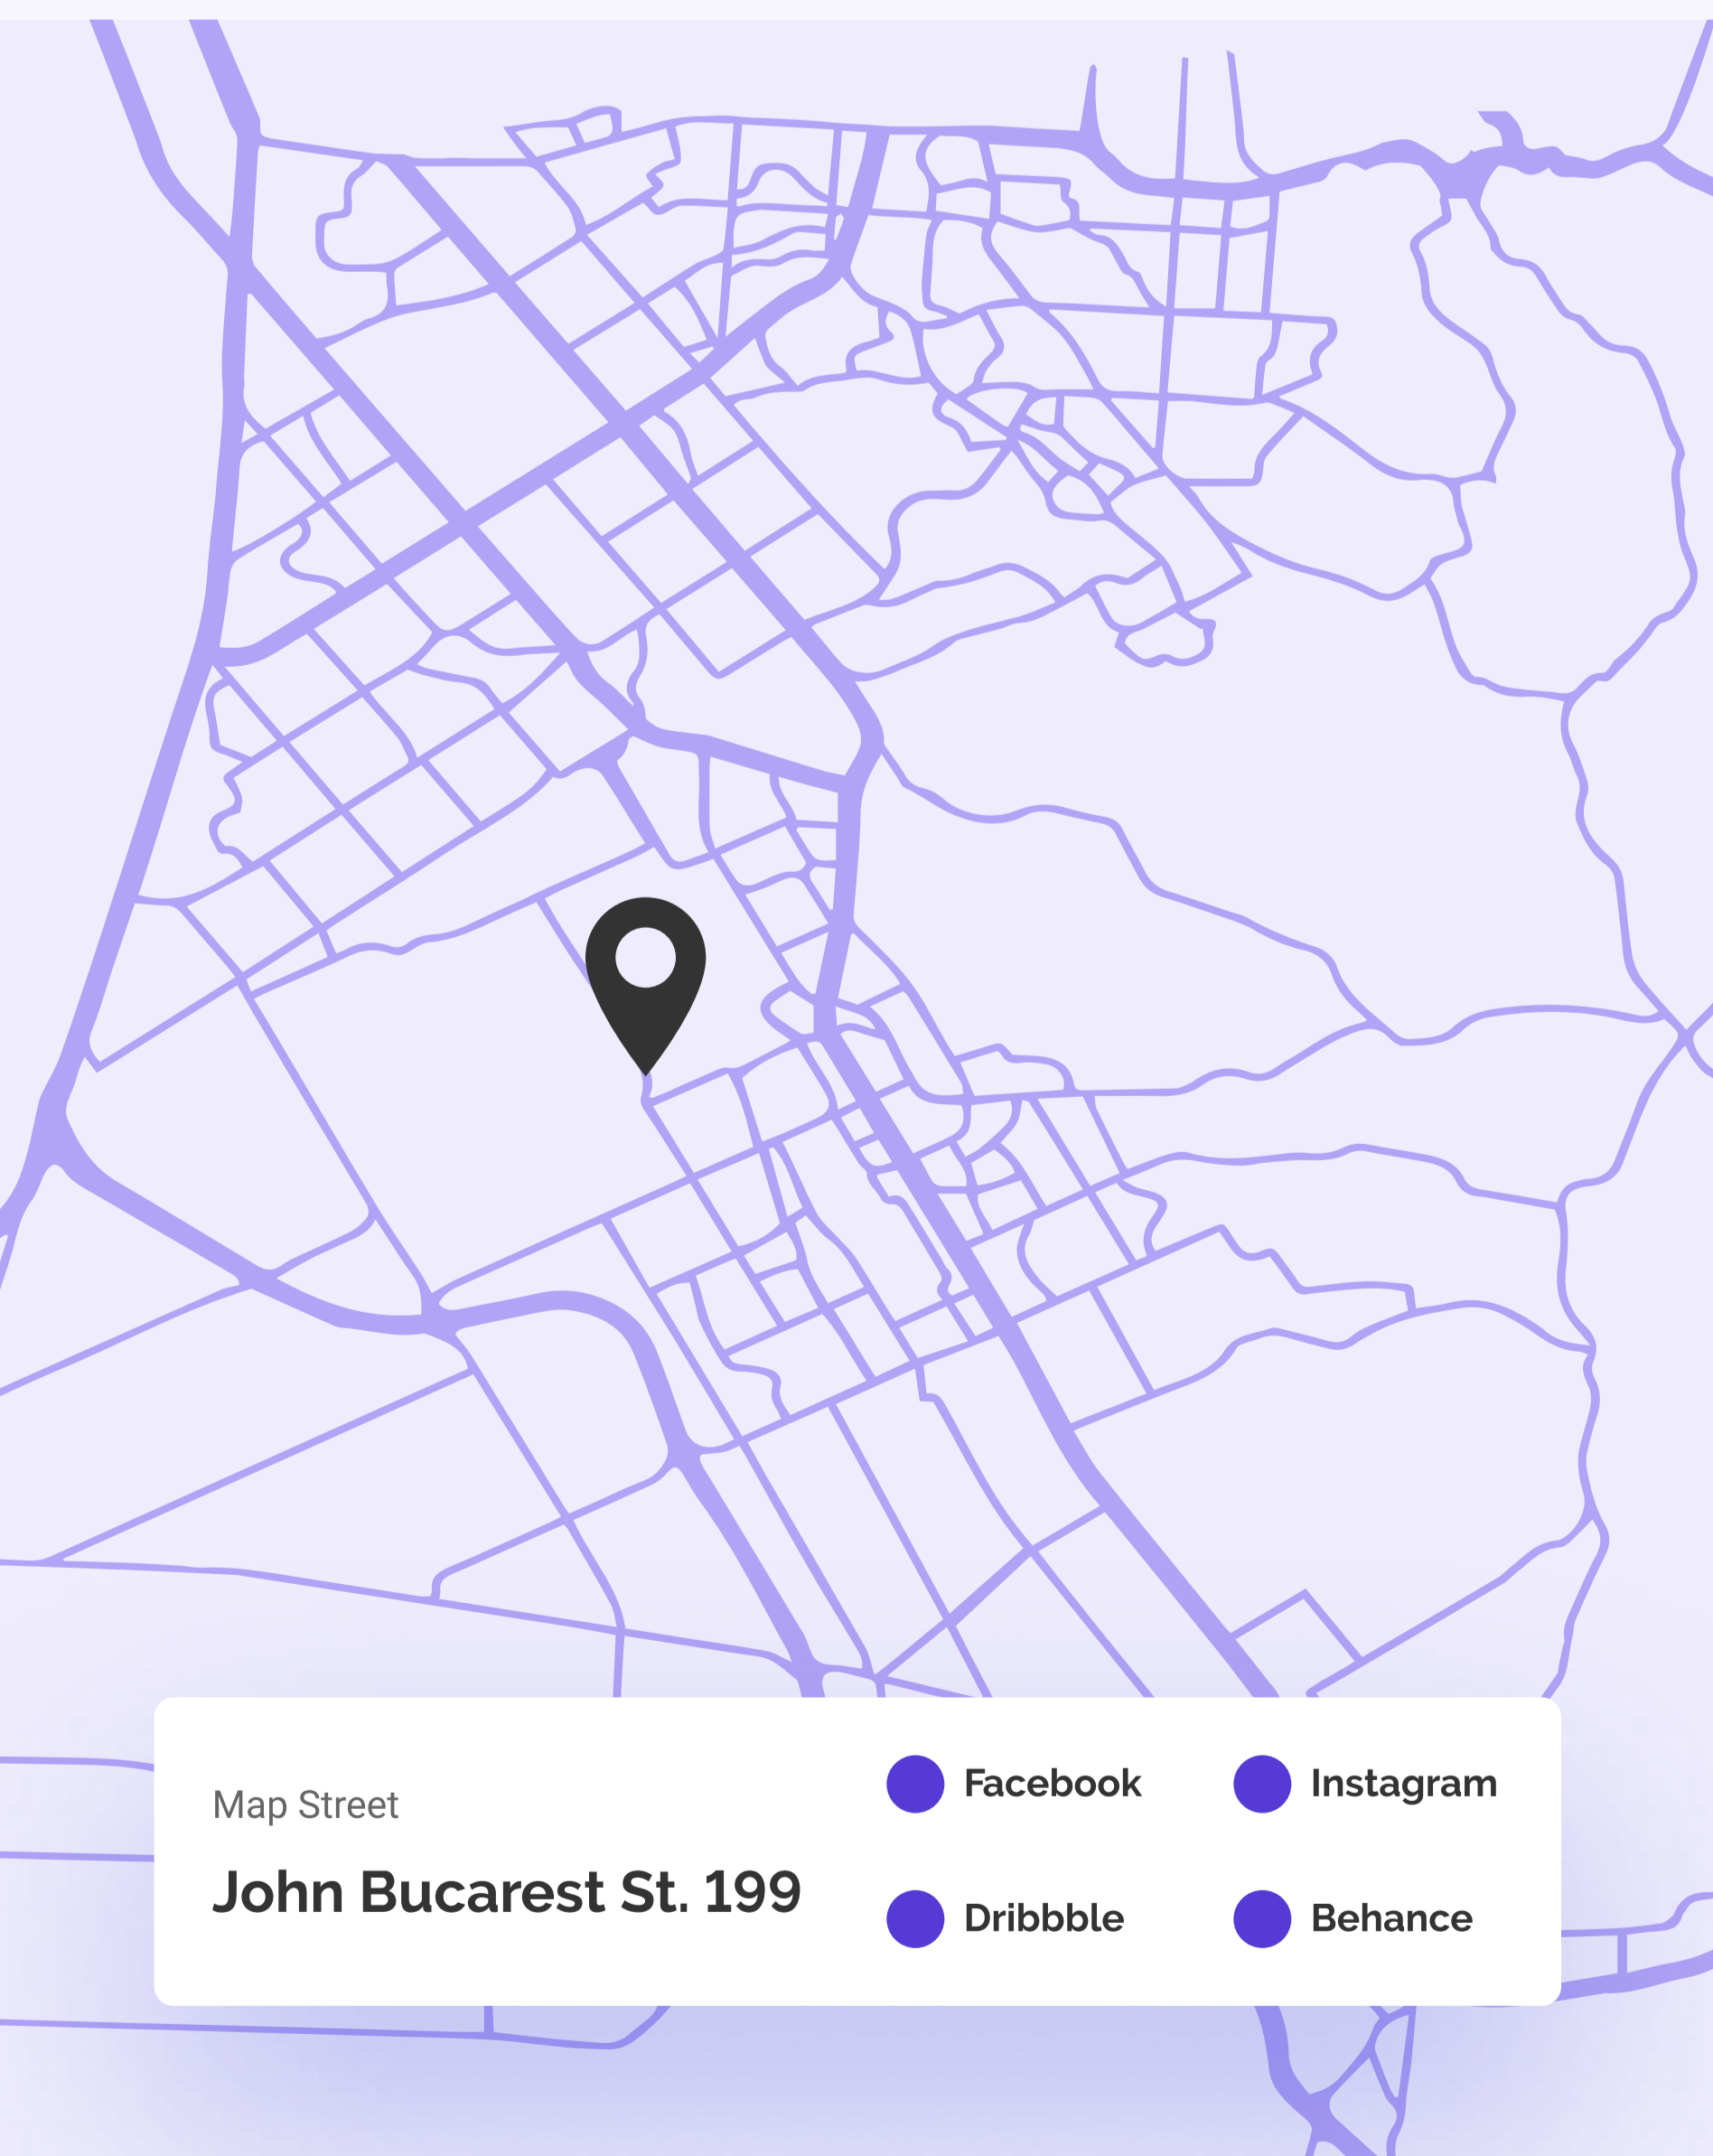 Map Street
John Bucarest St. 199
Facebook
Instagram
Dribbble
Behance